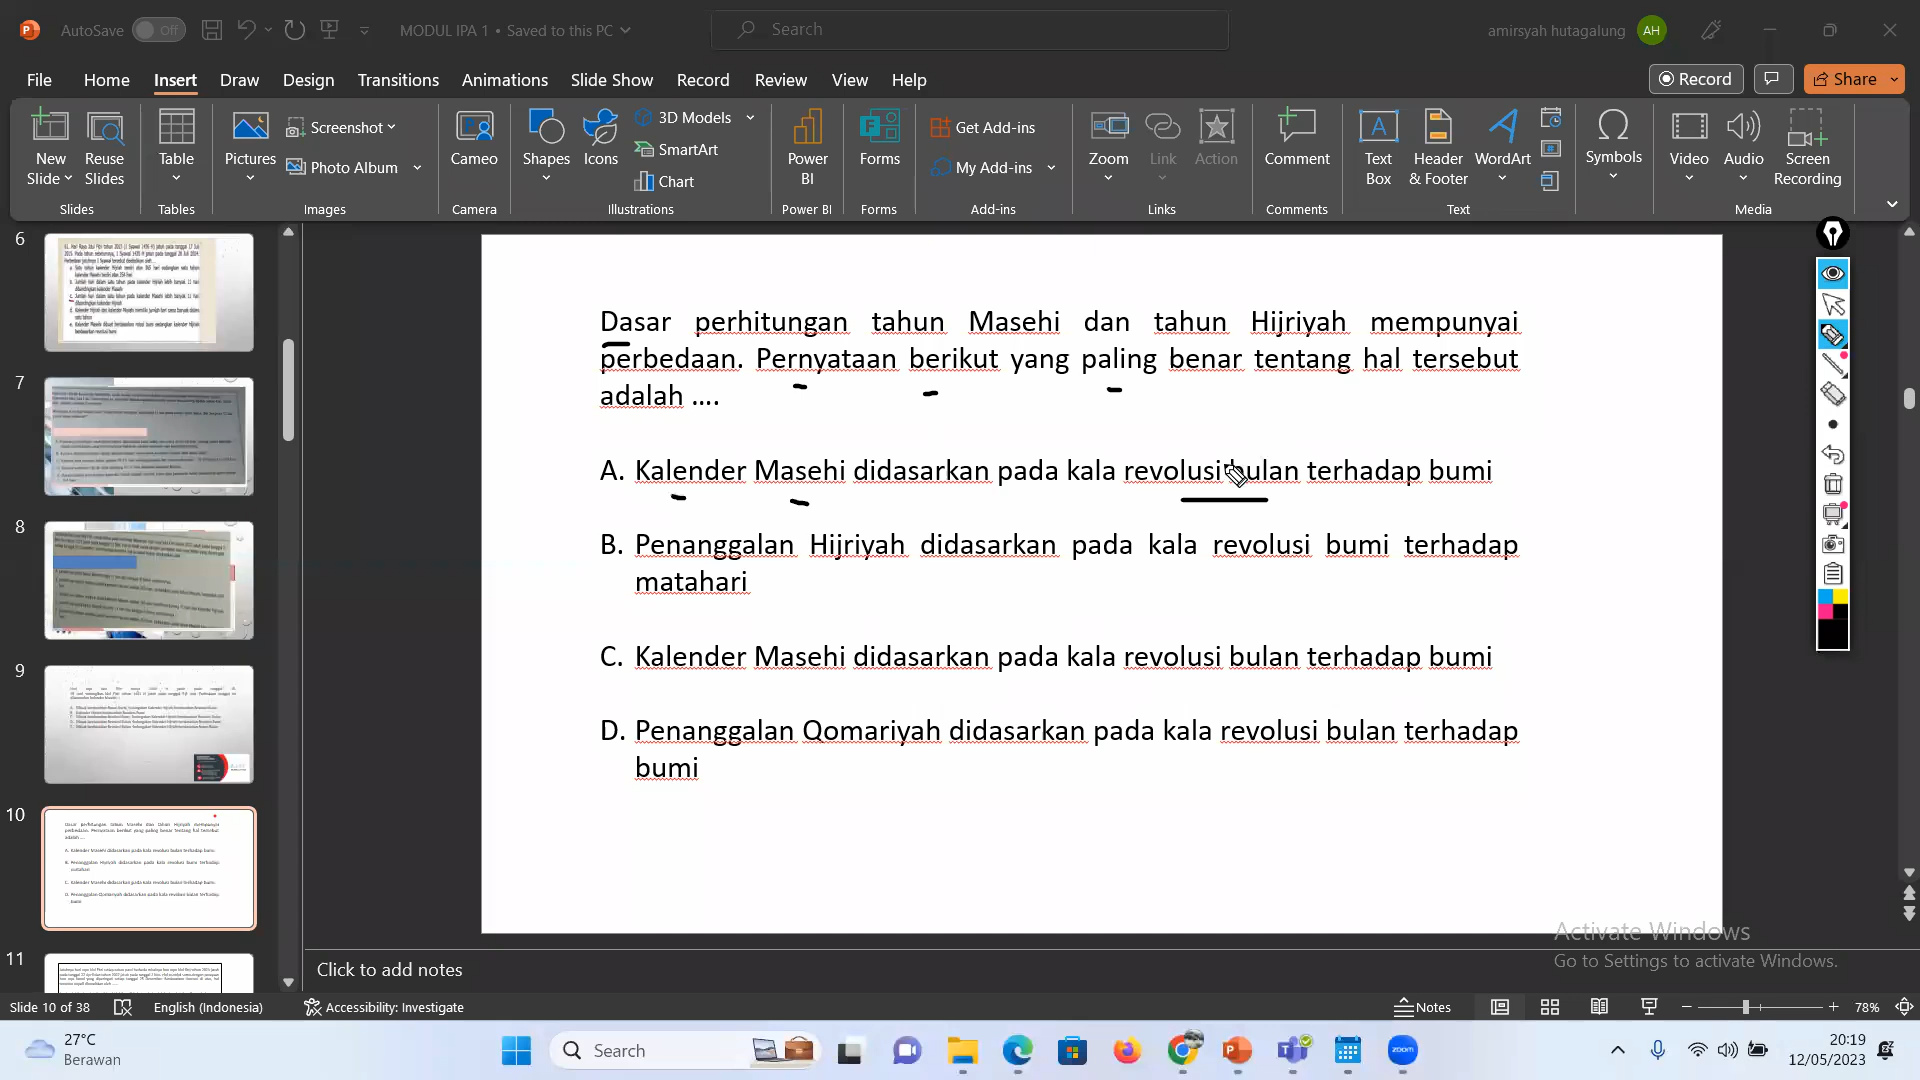 AutoSave Off MODUL IPA 1 • Saved to this PC Search amirsyah hutagalung AH
File Home Insert Draw Design Transitions Animations Slide Show Record Review View Help Record Share
New Slide Reuse Slides Table Pictures Screenshot Photo Album Cameo Shapes Icons 3D Models SmartArt Chart Power BI Forms Get Add-ins My Add-ins Zoom Link Action Comment Text Box Header & Footer WordArt Symbols Video Audio Screen Recording
Slides Tables Images Camera Illustrations Power BI Forms Add-ins Links Comments Text Media
6
7
8
9
10
11
Dasar perhitungan tahun Masehi dan tahun Hijriyah mempunyai
perbedaan. Pernyataan berikut yang paling benar tentang hal tersebut
adalah ....
A. Kalender Masehi didasarkan pada kala revolusi bulan terhadap bumi
B. Penanggalan Hijriyah didasarkan pada kala revolusi bumi terhadap
matahari
C. Kalender Masehi didasarkan pada kala revolusi bulan terhadap bumi
D. Penanggalan Qomariyah didasarkan pada kala revolusi bulan terhadap
bumi
Activate Windows
Go to Settings to activate Windows.
Click to add notes
Slide 10 of 38 English (Indonesia) Accessibility: Investigate Notes 78%
27°C
Berawan
Search
zoom
20:19
12/05/2023